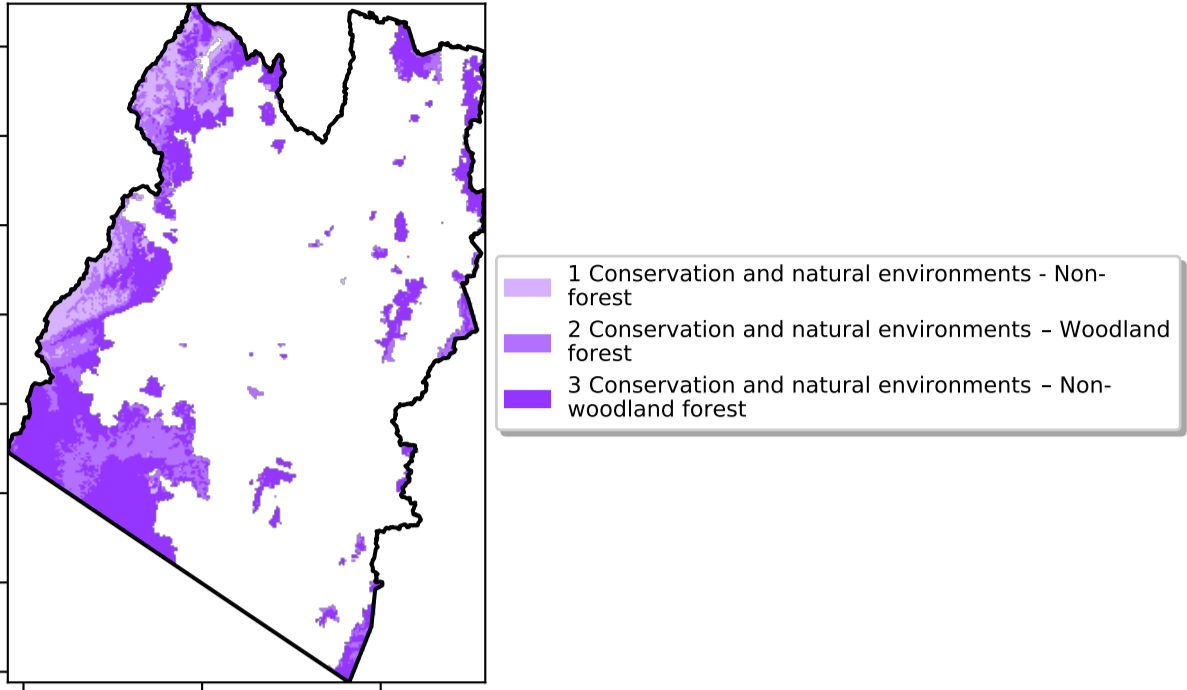 1 Conservation and natural environments - Non-
forest
2 Conservation and natural environments – Woodland
forest
3 Conservation and natural environments – Non-
woodland forest